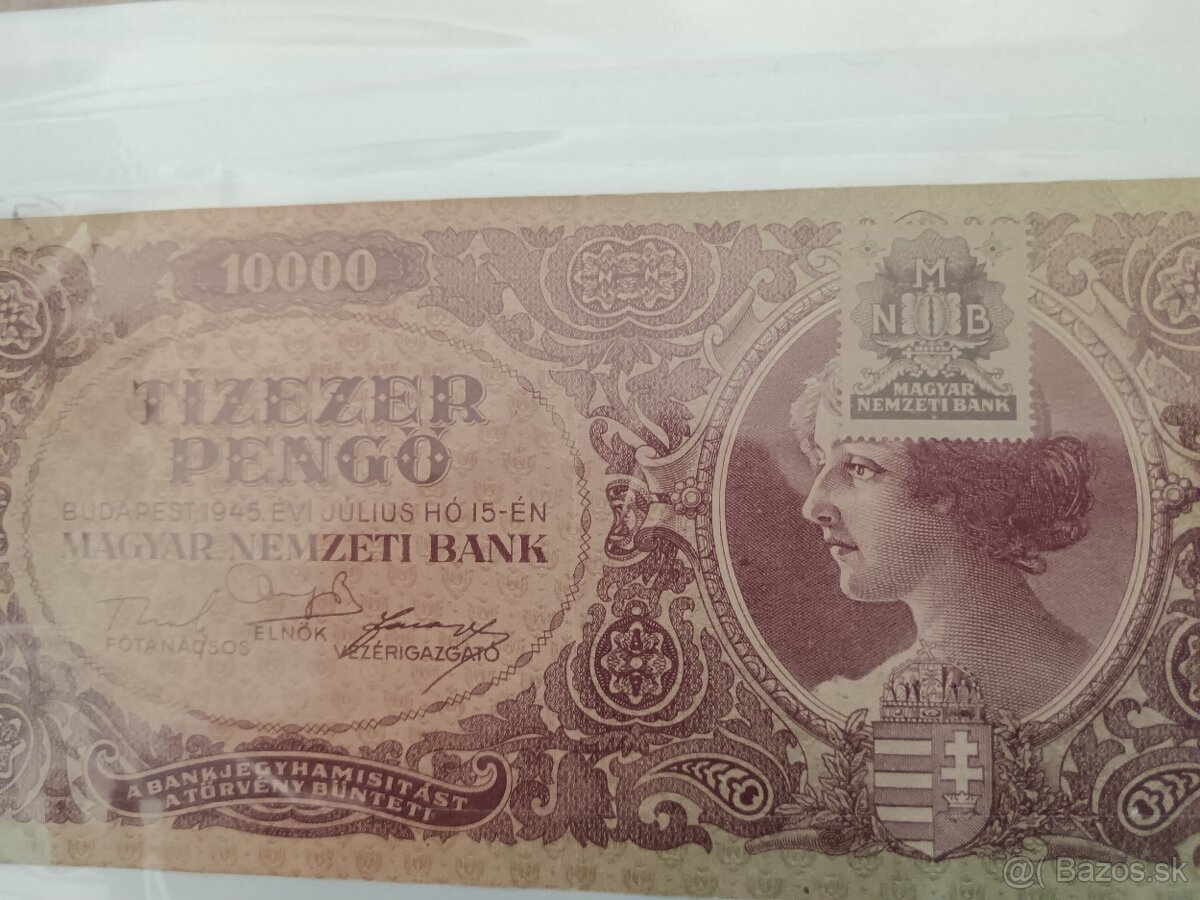 10000
TÍZEZER
PENGŐ
BUDAPEST, 1945. ÉVI JÚLIUS HÓ 15-ÉN
MAGYAR NEMZETI BANK
FŐTANÁCSOS
ELNÖK
VEZÉRIGAZGATÓ
A BANKJEGYHAMISÍTÁST
A TÖRVÉNY BÜNTETI
M
N B
MAGYAR
NEMZETI BANK
@( Bazos.sk